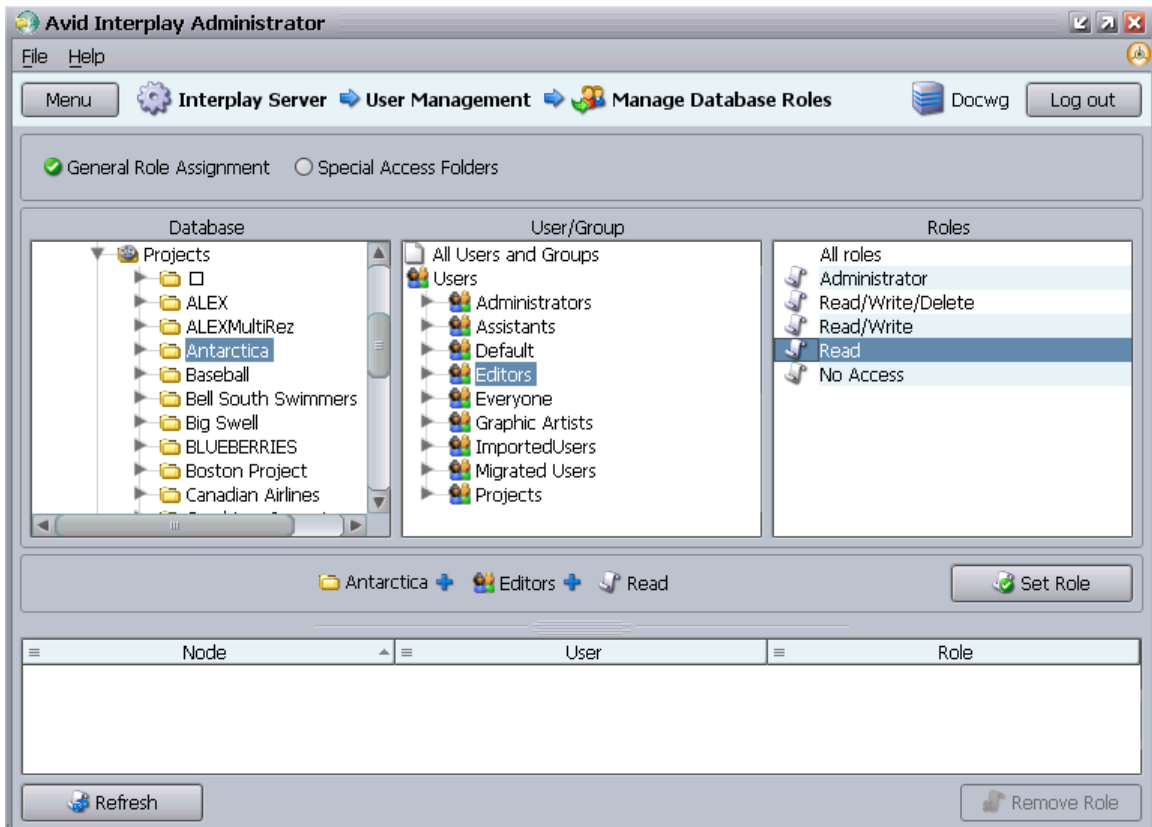 Avid Interplay Administrator
File Help
Menu Interplay Server User Management Manage Database Roles Docwg Log out
General Role Assignment Special Access Folders
Database
Projects
ALEX
ALEXMultiRez
Antarctica
Baseball
Bell South Swimmers
Big Swell
BLUEBERRIES
Boston Project
Canadian Airlines
User/Group
All Users and Groups
Users
Administrators
Assistants
Default
Editors
Everyone
Graphic Artists
ImportedUsers
Migrated Users
Projects
Roles
All roles
Administrator
Read/Write/Delete
Read/Write
Read
No Access
Antarctica Editors Read Set Role
Node User Role
Refresh Remove Role